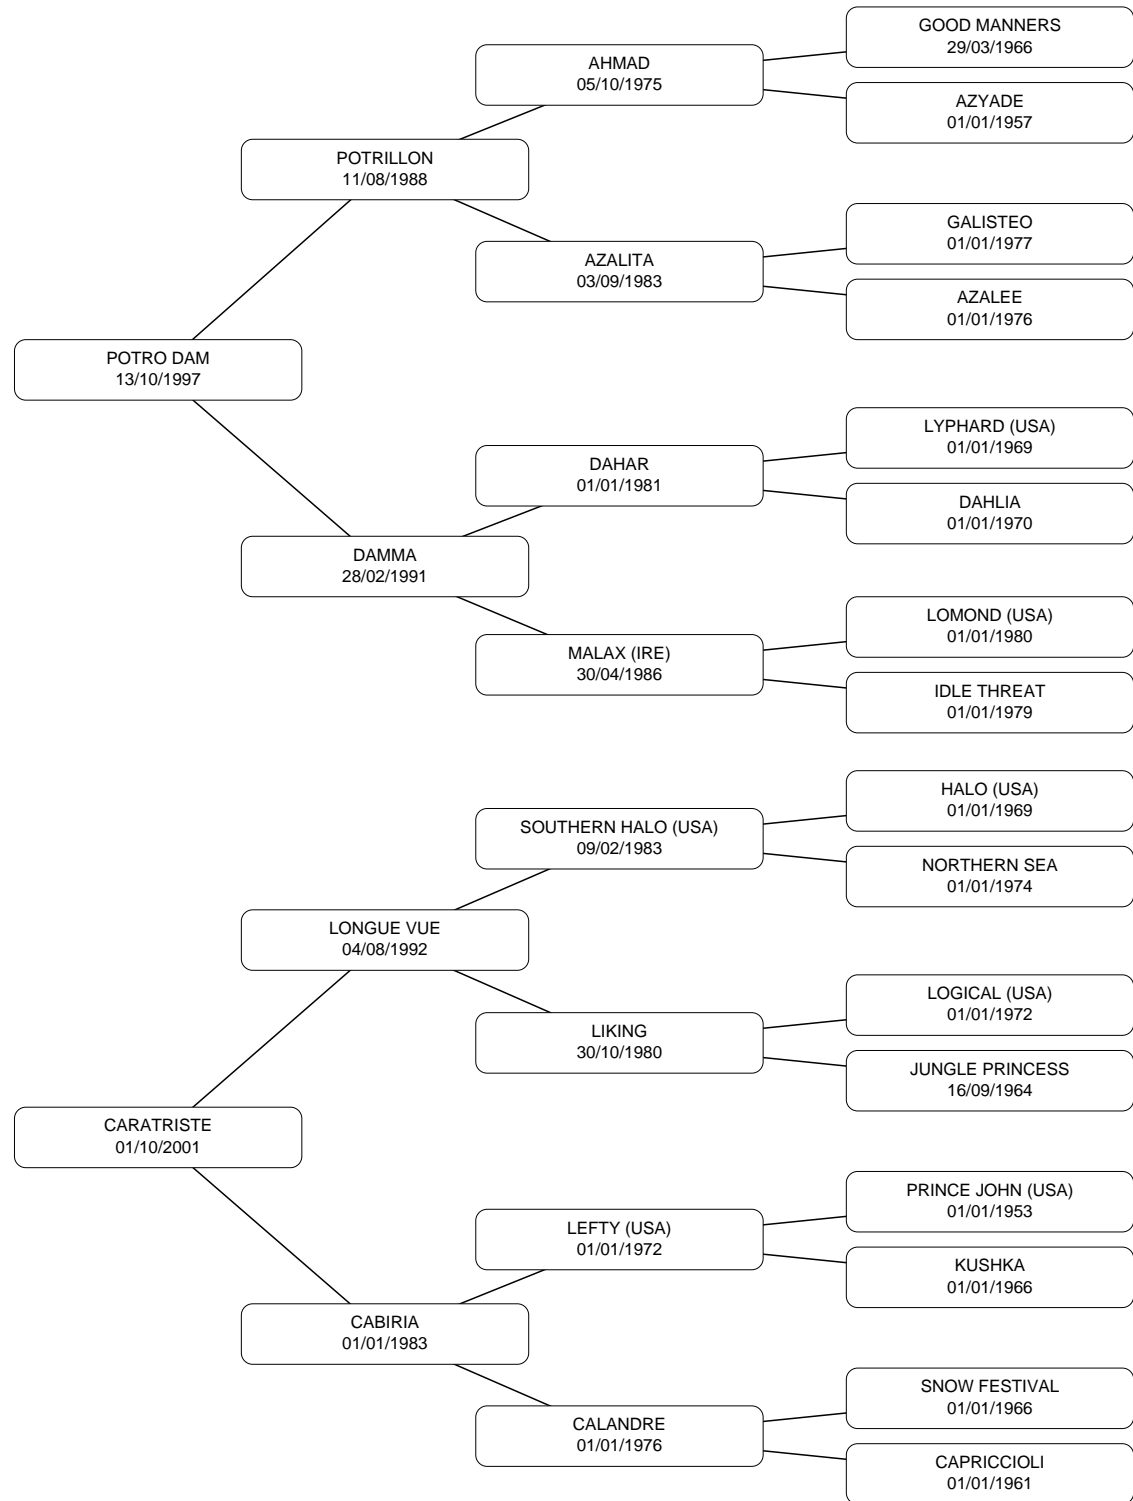 GOOD MANNERS
29/03/1966
AHMAD
05/10/1975
AZYADE
01/01/1957
POTRILLON
11/08/1988
GALISTEO
01/01/1977
AZALITA
03/09/1983
AZALEE
01/01/1976
POTRO DAM
13/10/1997
LYPHARD (USA)
01/01/1969
DAHAR
01/01/1981
DAHLIA
01/01/1970
DAMMA
28/02/1991
LOMOND (USA)
01/01/1980
MALAX (IRE)
30/04/1986
IDLE THREAT
01/01/1979
HALO (USA)
01/01/1969
SOUTHERN HALO (USA)
09/02/1983
NORTHERN SEA
01/01/1974
LONGUE VUE
04/08/1992
LOGICAL (USA)
01/01/1972
LIKING
30/10/1980
JUNGLE PRINCESS
16/09/1964
CARATRISTE
01/10/2001
PRINCE JOHN (USA)
01/01/1953
LEFTY (USA)
01/01/1972
KUSHKA
01/01/1966
CABIRIA
01/01/1983
SNOW FESTIVAL
01/01/1966
CALANDRE
01/01/1976
CAPRICCIOLI
01/01/1961